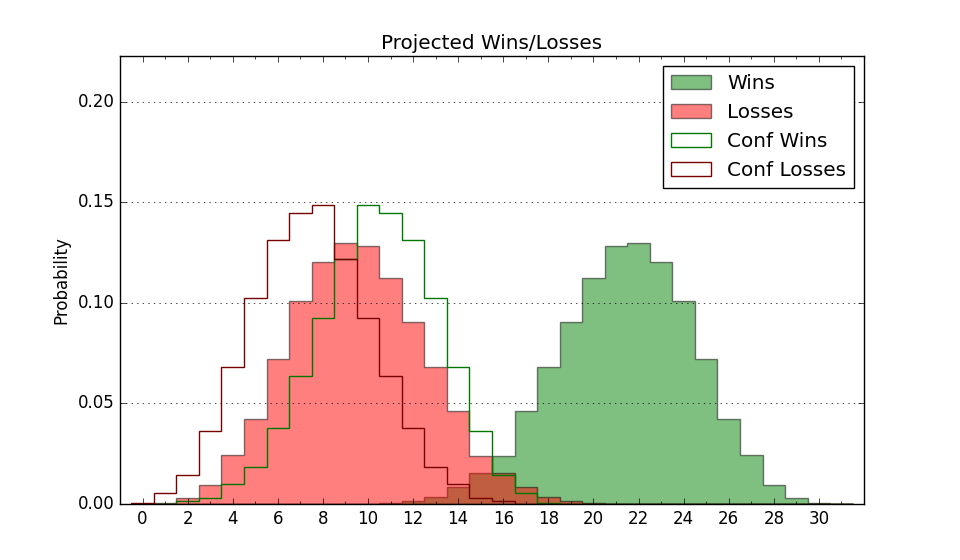 Projected Wins/Losses
Probability
0.20
0.15
0.10
0.05
0.00
0 2 4 6 8 10 12 14 16 18 20 22 24 26 28 30
Wins
Losses
Conf Wins
Conf Losses